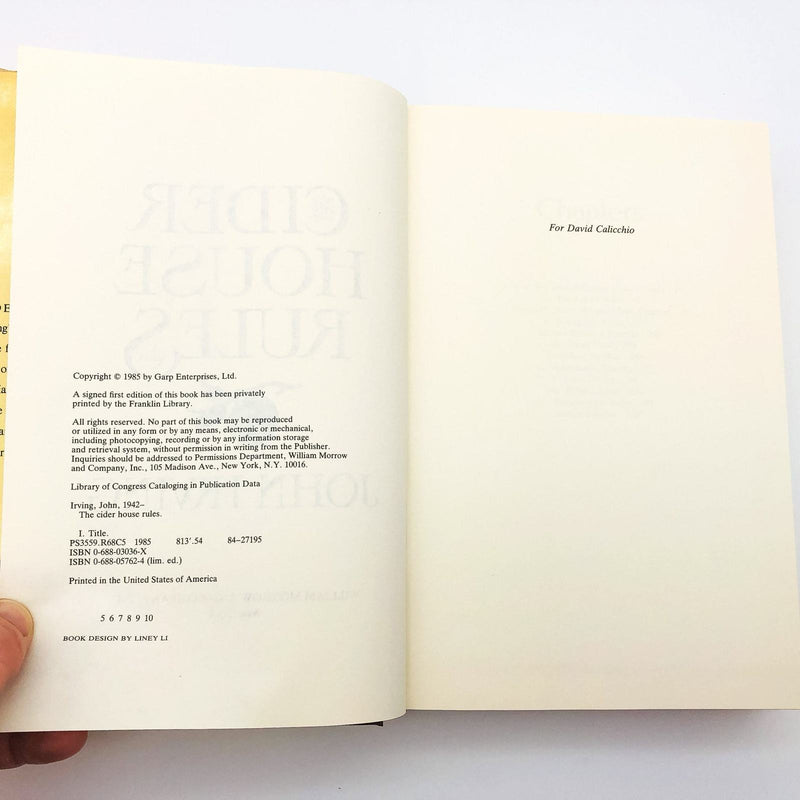 Copyright © 1985 by Garp Enterprises, Ltd.
A signed first edition of this book has been privately
printed by the Franklin Library.
All rights reserved. No part of this book may be reproduced
or utilized in any form or by any means, electronic or mechanical,
including photocopying, recording or by any information storage
and retrieval system, without permission in writing from the Publisher.
Inquiries should be addressed to Permissions Department, William Morrow
and Company, Inc., 105 Madison Ave., New York, N.Y. 10016.
Library of Congress Cataloging in Publication Data
Irving, John, 1942–
The cider house rules.
I. Title.
PS3559.R68C5 1985 813'.54 84-27195
ISBN 0-688-03036-X
ISBN 0-688-05762-4 (lim. ed.)
Printed in the United States of America
5 6 7 8 9 10
BOOK DESIGN BY LINEY LI
For David Calicchio